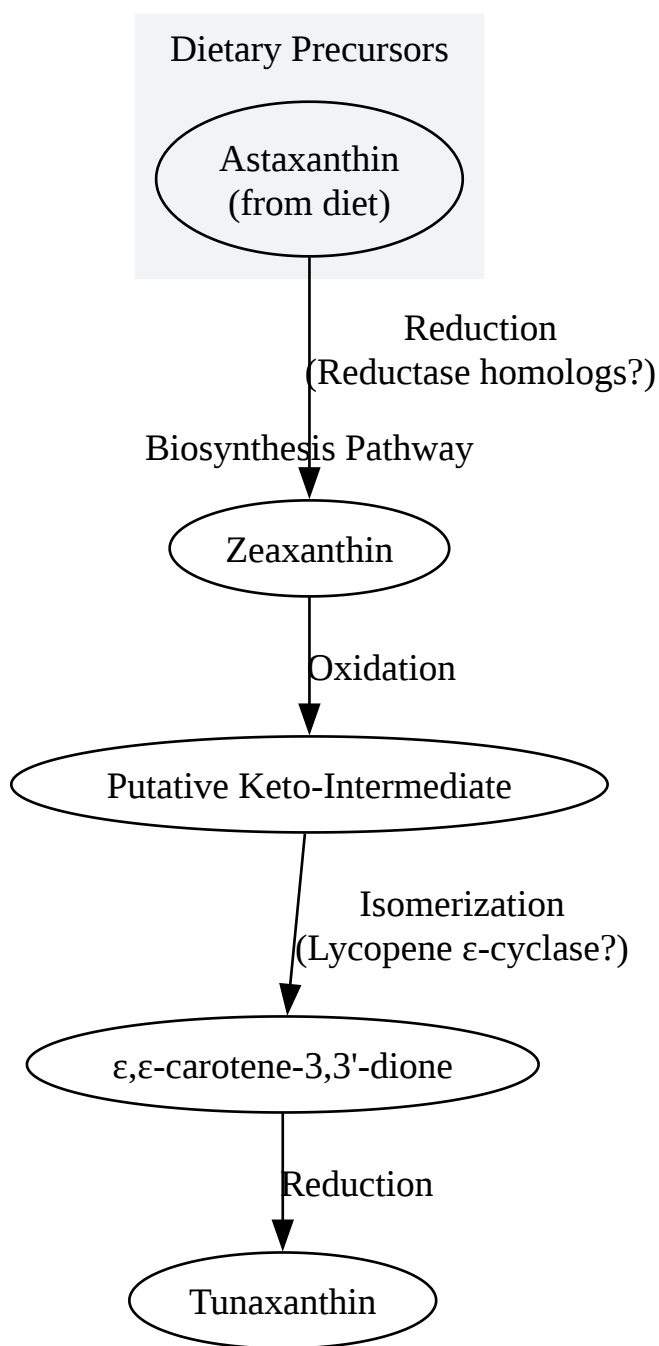 Dietary Precursors
Astaxanthin
(from diet)
Reduction
(Reductase homologs?)
Biosynthesis Pathway
Zeaxanthin
Oxidation
Putative Keto-Intermediate
Isomerization
(Lycopene ε-cyclase?)
ε,ε-carotene-3,3'-dione
Reduction
Tunaxanthin